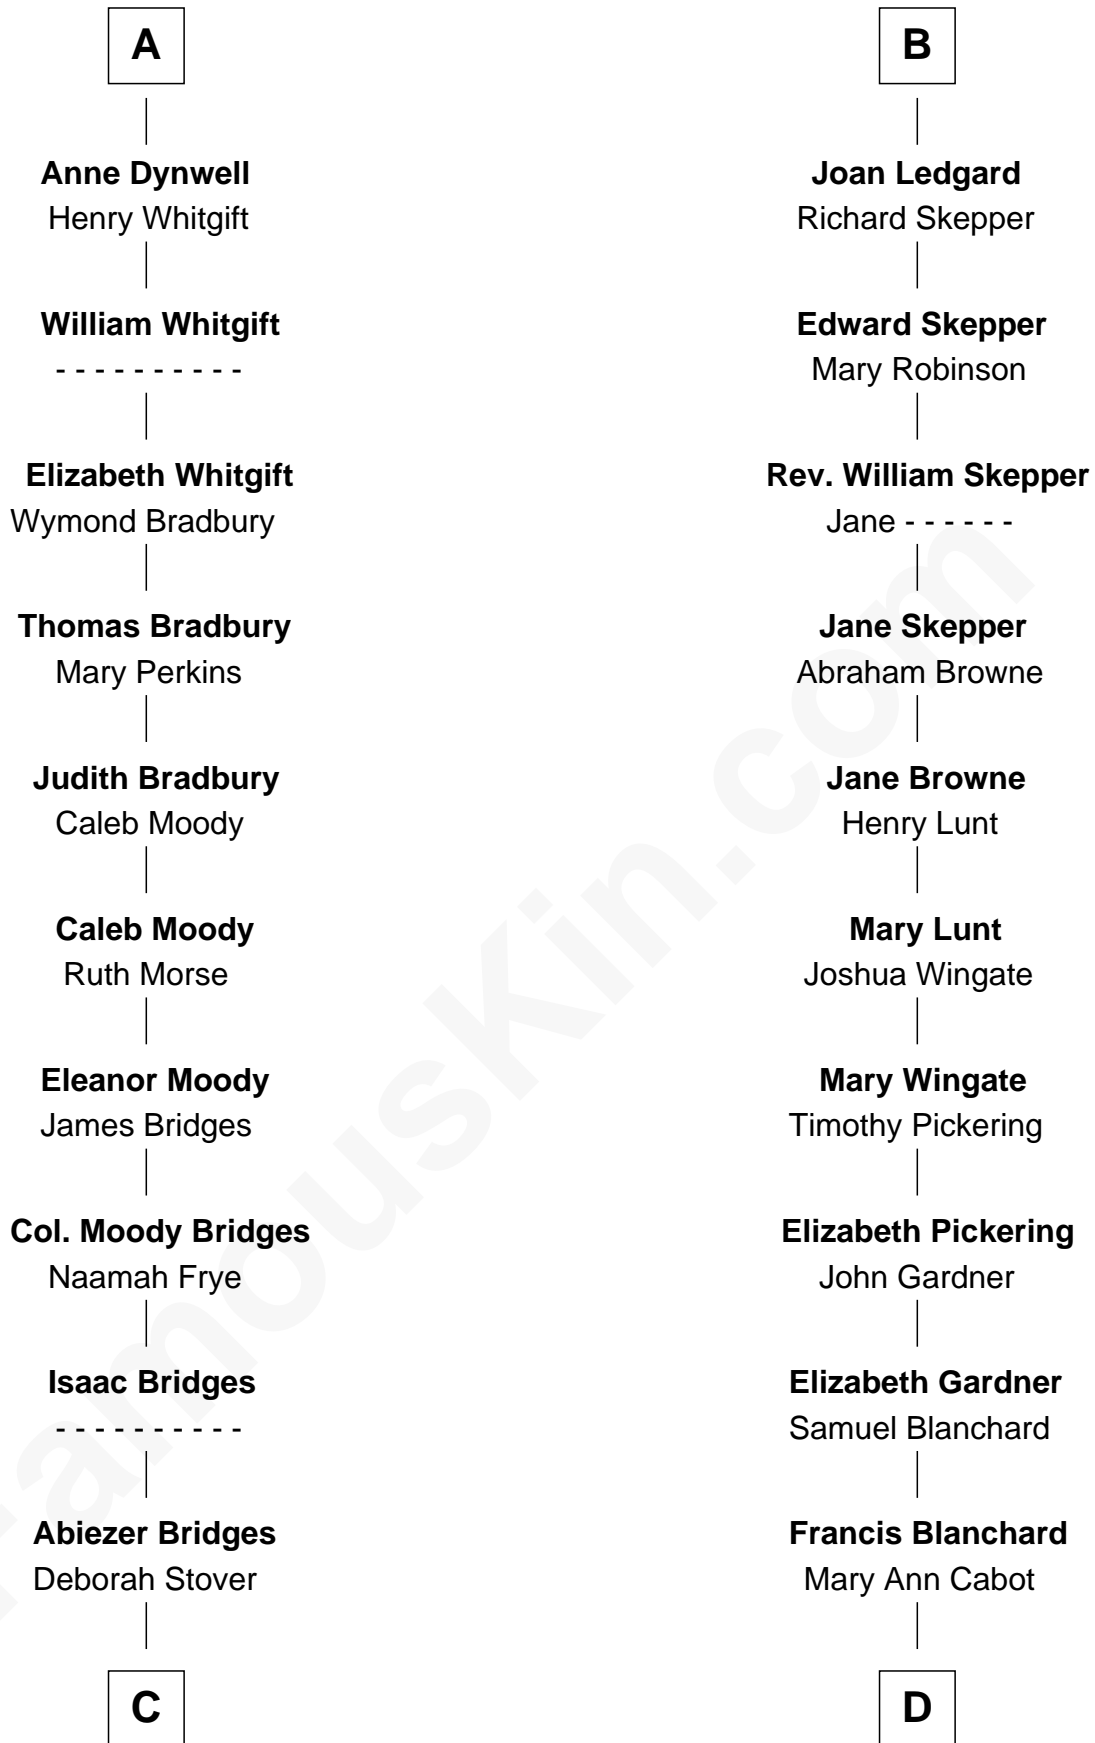 A
Anne Dynwell
Henry Whitgift
William Whitgift
- - - - - - - - - -
Elizabeth Whitgift
Wymond Bradbury
Thomas Bradbury
Mary Perkins
Judith Bradbury
Caleb Moody
Caleb Moody
Ruth Morse
Eleanor Moody
James Bridges
Col. Moody Bridges
Naamah Frye
Isaac Bridges
- - - - - - - - - -
Abiezer Bridges
Deborah Stover
C
B
Joan Ledgard
Richard Skepper
Edward Skepper
Mary Robinson
Rev. William Skepper
Jane - - - - - -
Jane Skepper
Abraham Browne
Jane Browne
Henry Lunt
Mary Lunt
Joshua Wingate
Mary Wingate
Timothy Pickering
Elizabeth Pickering
John Gardner
Elizabeth Gardner
Samuel Blanchard
Francis Blanchard
Mary Ann Cabot
D
FamousKin.com